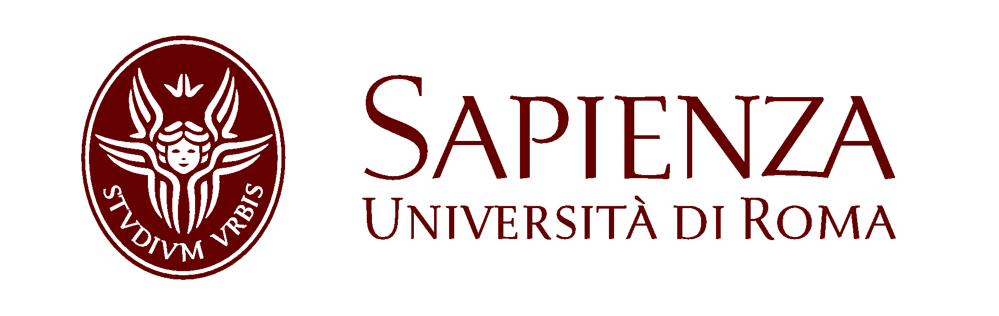 STVDIVM VRBIS
SAPIENZA
UNIVERSITÀ DI ROMA